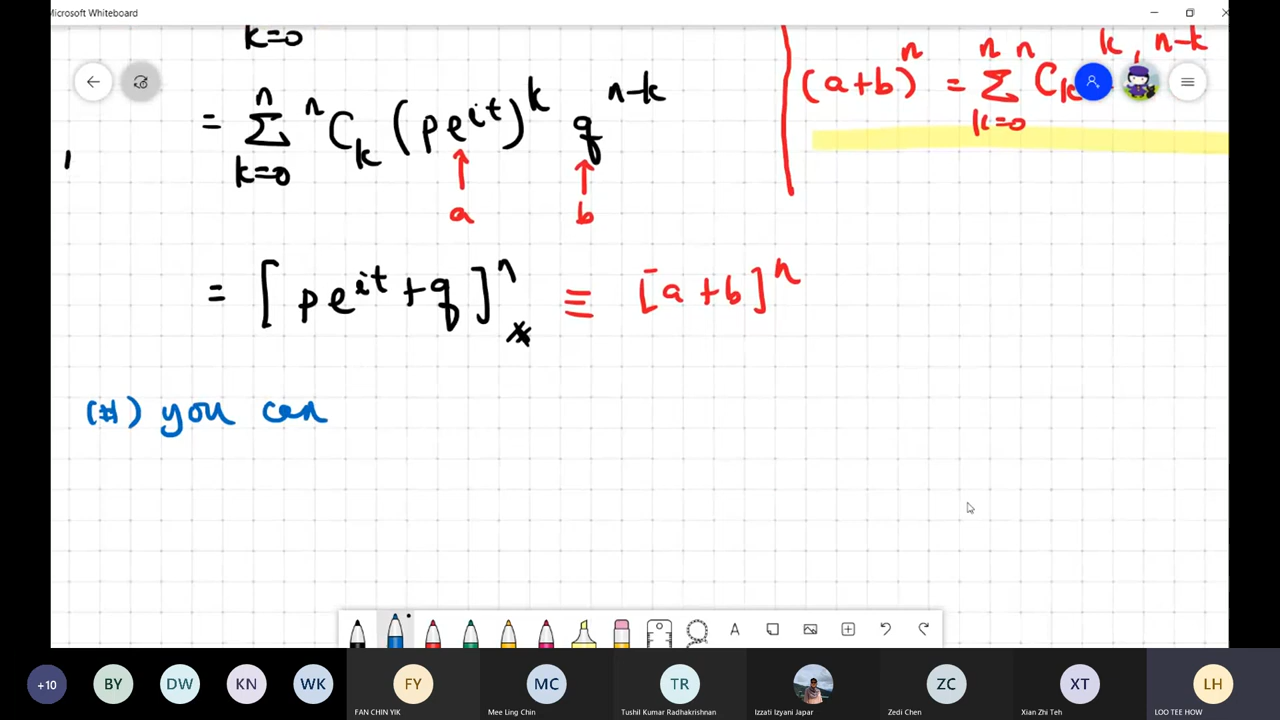 Microsoft Whiteboard
k=0
= n Σ k=0 nCk (pe^it)^k q^n-k
a b
(a+b)^n = n Σ k=0 nCk k n-k
= [pe^it + q]^n * ≡ [a + b]^n
(#) you can
A
+10 BY DW KN WK FY MC TR ZC XT LH
FAN CHIN YIK Mee Ling Chin Tushil Kumar Radhakrishnan Izzati Izyani Japar Zedi Chen Xian Zhi Teh LOO TEE HOW